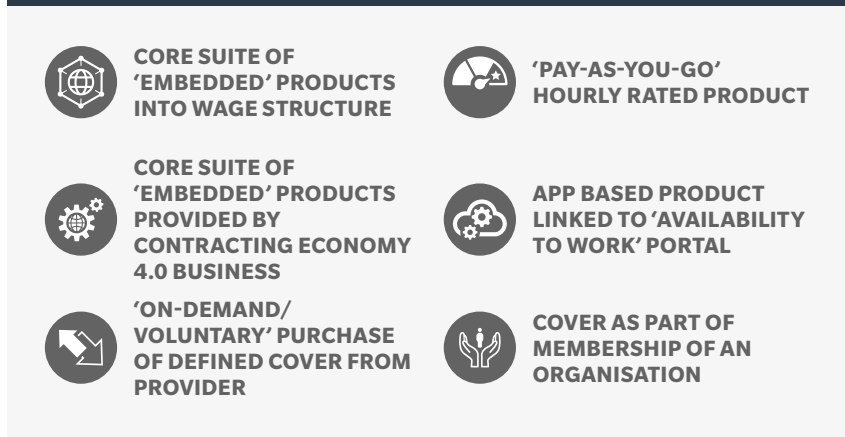 CORE SUITE OF
‘EMBEDDED’ PRODUCTS
INTO WAGE STRUCTURE
‘PAY-AS-YOU-GO’
HOURLY RATED PRODUCT
CORE SUITE OF
‘EMBEDDED’ PRODUCTS
PROVIDED BY
CONTRACTING ECONOMY
4.0 BUSINESS
APP BASED PRODUCT
LINKED TO ‘AVAILABILITY
TO WORK’ PORTAL
‘ON-DEMAND/
VOLUNTARY’ PURCHASE
OF DEFINED COVER FROM
PROVIDER
COVER AS PART OF
MEMBERSHIP OF AN
ORGANISATION